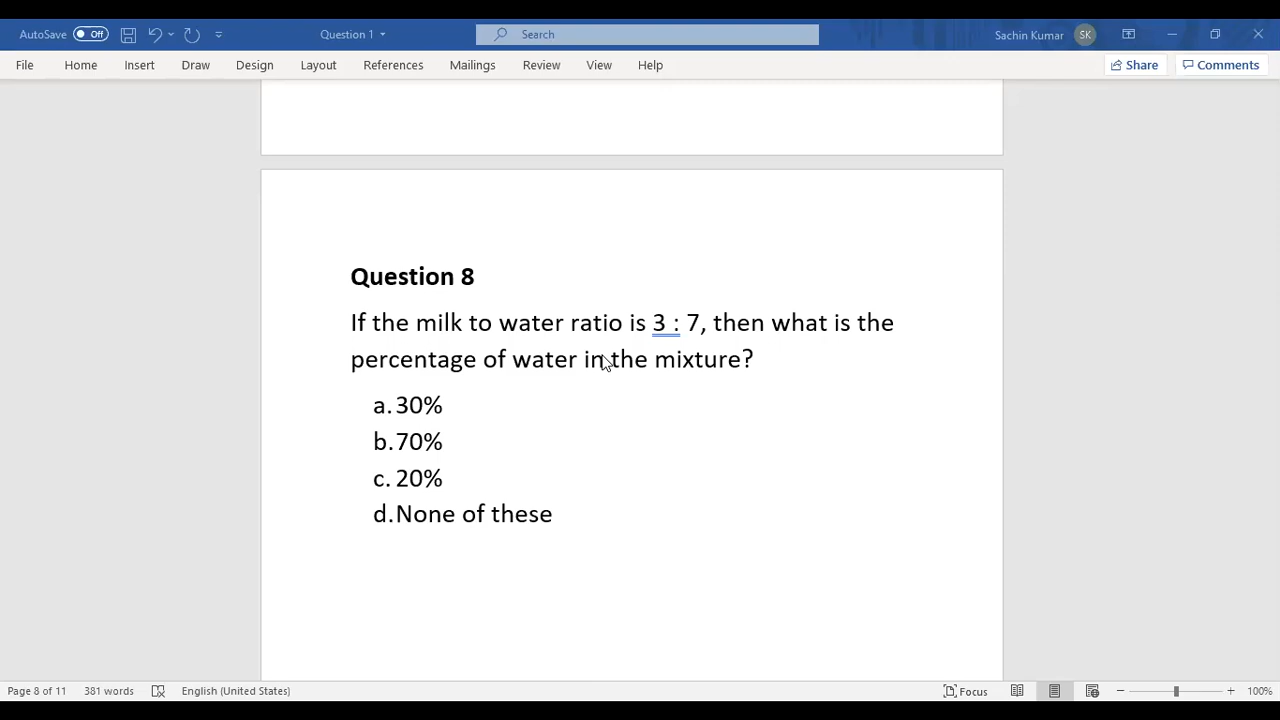 AutoSave Off Question 1 Search Sachin Kumar SK
File Home Insert Draw Design Layout References Mailings Review View Help Share Comments
Question 8
If the milk to water ratio is 3 : 7, then what is the
percentage of water in the mixture?
a. 30%
b. 70%
c. 20%
d. None of these
Page 8 of 11 381 words English (United States) Focus 100%